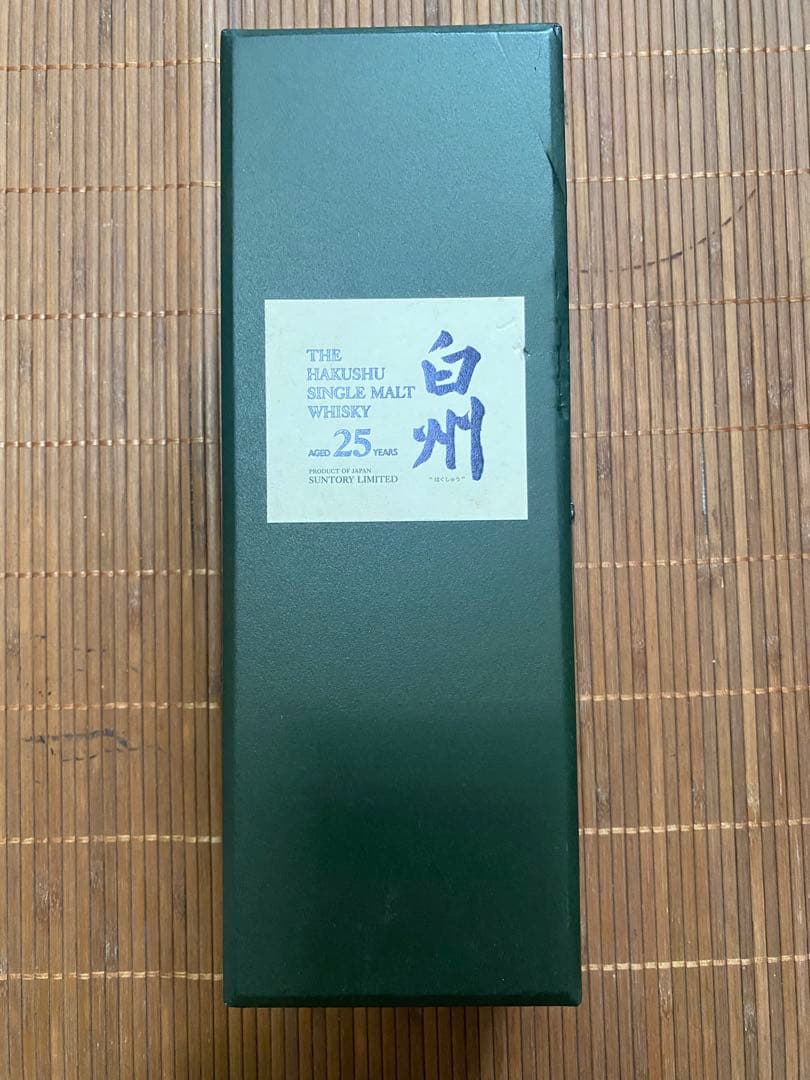 THE
HAKUSHU
SINGLE MALT
WHISKY
AGED 25 YEARS
PRODUCT OF JAPAN
SUNTORY LIMITED
白州
"はくしゅう"